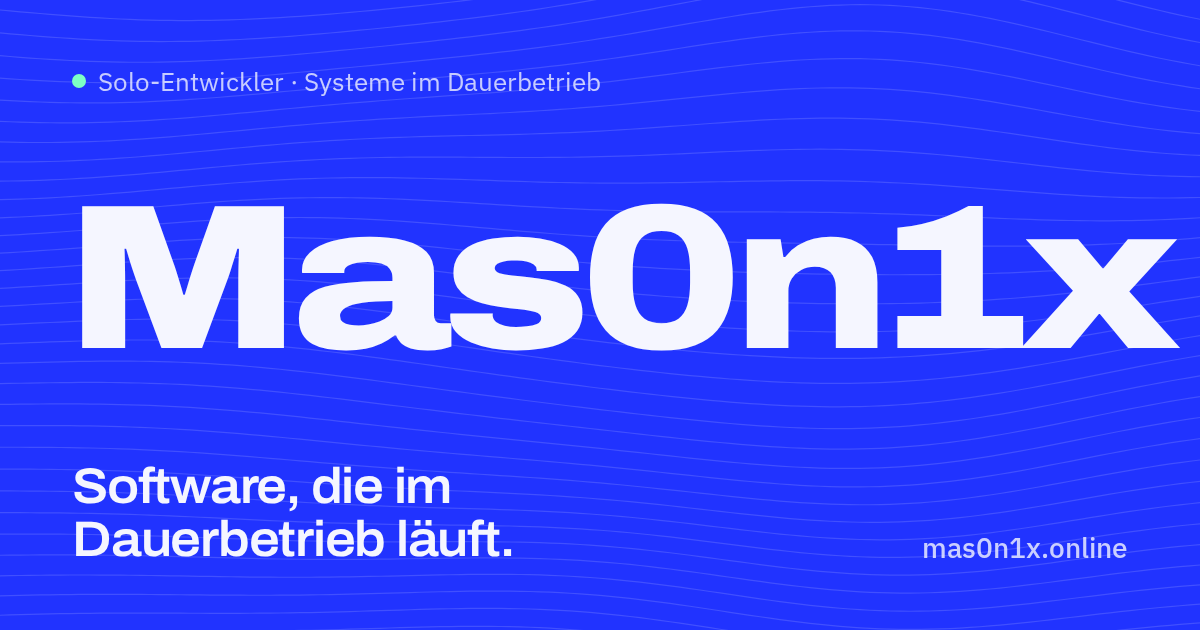 Solo-Entwickler · Systeme im Dauerbetrieb
Mas0n1x
Software, die im
Dauerbetrieb läuft.
mas0n1x.online